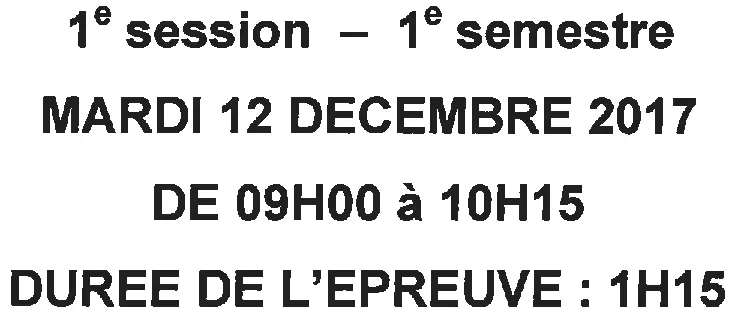 1e session – 1e semestre
MARDI 12 DECEMBRE 2017
DE 09H00 à 10H15
DUREE DE L'EPREUVE : 1H15